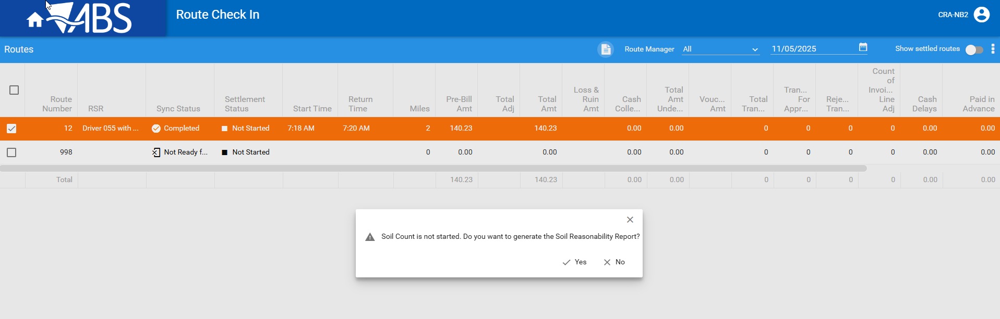 ABS
Route Check In
CRA-NB2
Routes
Route Manager All 11/05/2025 Show settled routes
Route Number
RSR
Sync Status
Settlement Status
Start Time
Return Time
Miles
Pre-Bill Amt
Total Adj
Total Amt
Loss & Ruin Amt
Cash Colle...
Total Amt Unde...
Vouc... Amt
Total Tran...
Tran... For Appr...
Reje... Tran...
Count of Invoi... Line Adj
Cash Delays
Paid in Advance
12 Driver 055 with ... Completed Not Started 7:18 AM 7:20 AM 2 140.23 140.23 0.00 0.00 0 0 0 0 0.00 0.00
998 Not Ready f... Not Started 0 0.00 0.00 0.00 0.00 0 0 0 0 0.00 0.00
Total 140.23 140.23 0.00 0.00 0 0 0 0 0.00 0.00
Soil Count is not started. Do you want to generate the Soil Reasonability Report?
Yes No